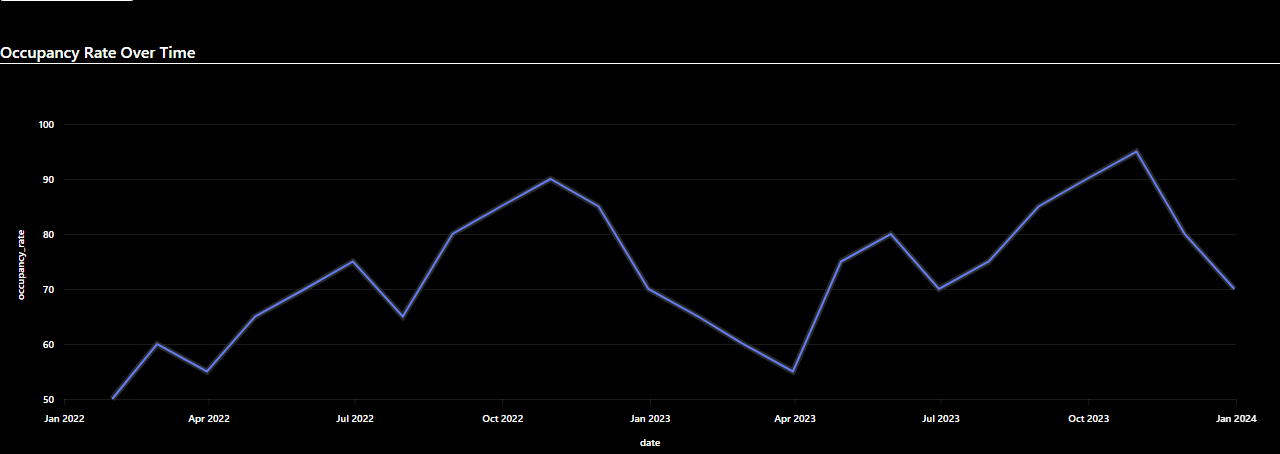 Occupancy Rate Over Time
100
90
80
70
60
50
occupancy_rate
Jan 2022 Apr 2022 Jul 2022 Oct 2022 Jan 2023 Apr 2023 Jul 2023 Oct 2023 Jan 2024
date